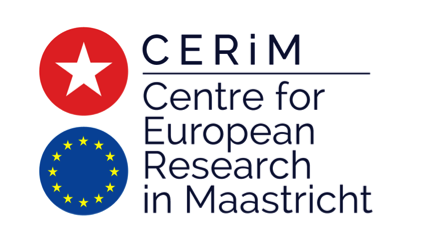 CERiM
Centre for
European
Research
in Maastricht